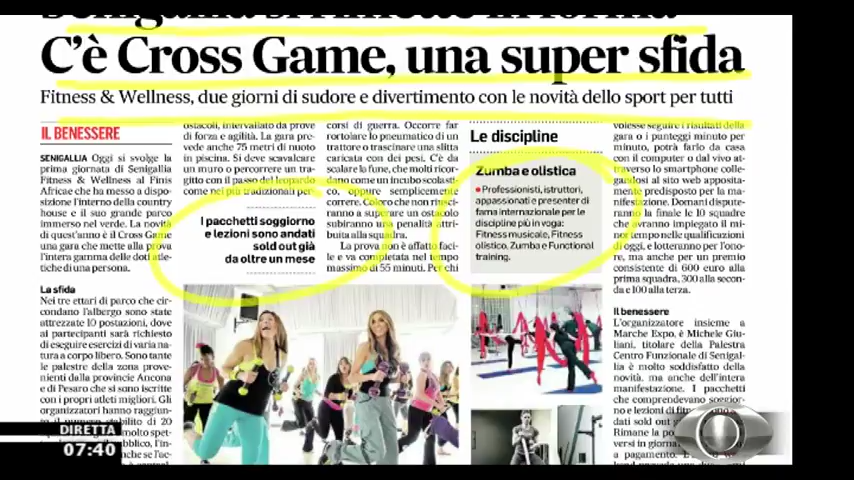 Senigallia si rimette in forma
C'è Cross Game, una super sfida
Fitness & Wellness, due giorni di sudore e divertimento con le novità dello sport per tutti
IL BENESSERE
SENIGALLIA Oggi si svolge la
prima giornata di Senigallia
Fitness & Wellness al Finis
Africae che ha messo a dispo-
sizione l'interno della country
house e il suo grande parco
immerso nel verde. La novità
di quest'anno è il Cross Game
una gara che mette alla prova
l'intera gamma delle doti atle-
tiche di una persona.
La sfida
Nei tre ettari di parco che cir-
condano l'albergo sono state
attrezzate 10 postazioni, dove
ai partecipanti sarà richiesto
di eseguire esercizi di varia na-
tura a corpo libero. Sono tante
le palestre della zona prove-
nienti dalla provincie Ancona
e di Pesaro che si sono iscritte
con i propri atleti migliori. Gli
organizzatori hanno raggiun-
ostacoli, intervallato da prove
di forza e agilità. La gara pre-
vede anche 75 metri di nuoto
in piscina. Si deve scavalcare
un muro o percorrere un tra-
gitto con il passo del leopardo
come nei più tradizionali per-
I pacchetti soggiorno
e lezioni sono andati
sold out già
da oltre un mese
corsi di guerra. Occorre far
rortolare lo pneumatico di un
trattore o trascinare una slitta
caricata con dei pesi. C'è da
scalare la fune, che molti ricor-
dano come un incubo scolasti-
co, oppure semplicemente
correre. Coloro che non riusci-
ranno a superare un ostacolo
subiranno una penalità attri-
buita alla squadra.
La prova non è affatto faci-
le e va completata nel tempo
massimo di 55 minuti. Per chi
Le discipline
Zumba e olistica
● Professionisti, istruttori,
appassionati e presenter di
fama internazionale per le
discipline più in voga:
Fitness musicale, Fitness
olistico, Zumba e Functional
training.
volesse seguire i risultati della
gara o i punteggi minuto per
minuto, potrà farlo da casa
con il computer o dal vivo at-
traverso lo smartphone colle-
gandosi al sito web apposita-
mente predisposto per la ma-
nifestazione. Domani dispute-
ranno la finale le 10 squadre
che avranno impiegato il mi-
nor tempo nelle qualificazioni
di oggi, e lotteranno per l'ono-
re, ma anche per un premio
consistente di 600 euro alla
prima squadra, 300 alla secon-
da e 100 alla terza.
Il benessere
L'organizzatore insieme a
Marche Expo, è Michele Giu-
liani, titolare della Palestra
Centro Funzionale di Senigal-
lia è molto soddisfatto della
novità, ma anche dell'intera
manifestazione. I pacchetti
che comprendevano soggior-
no e lezioni di
dati sold out
Rimane la
versi in
a pagamento.
DIRETTA
07:40